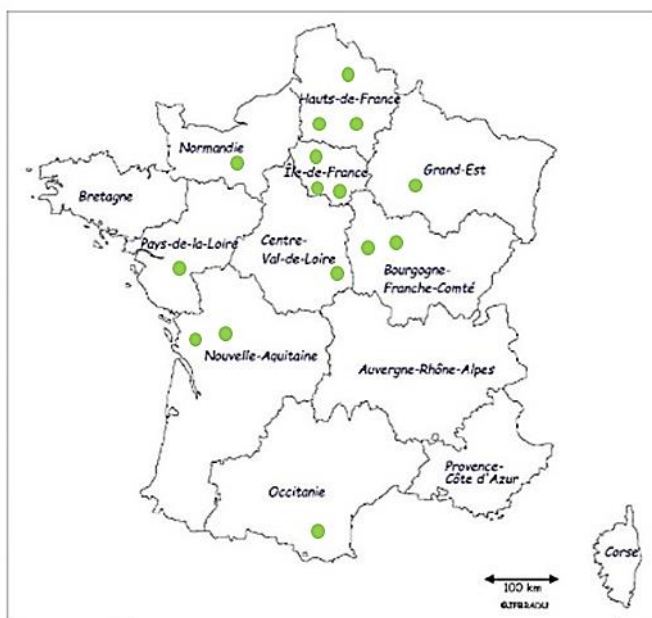 Hauts-de-France
Normandie
Île-de-France
Grand-Est
Bretagne
Pays-de-la-Loire
Centre-
Val-de-Loire
Bourgogne-
Franche-Comté
Nouvelle-Aquitaine
Auvergne-Rhône-Alpes
Provence-
Côte d'Azur
Occitanie
Corse
100 km